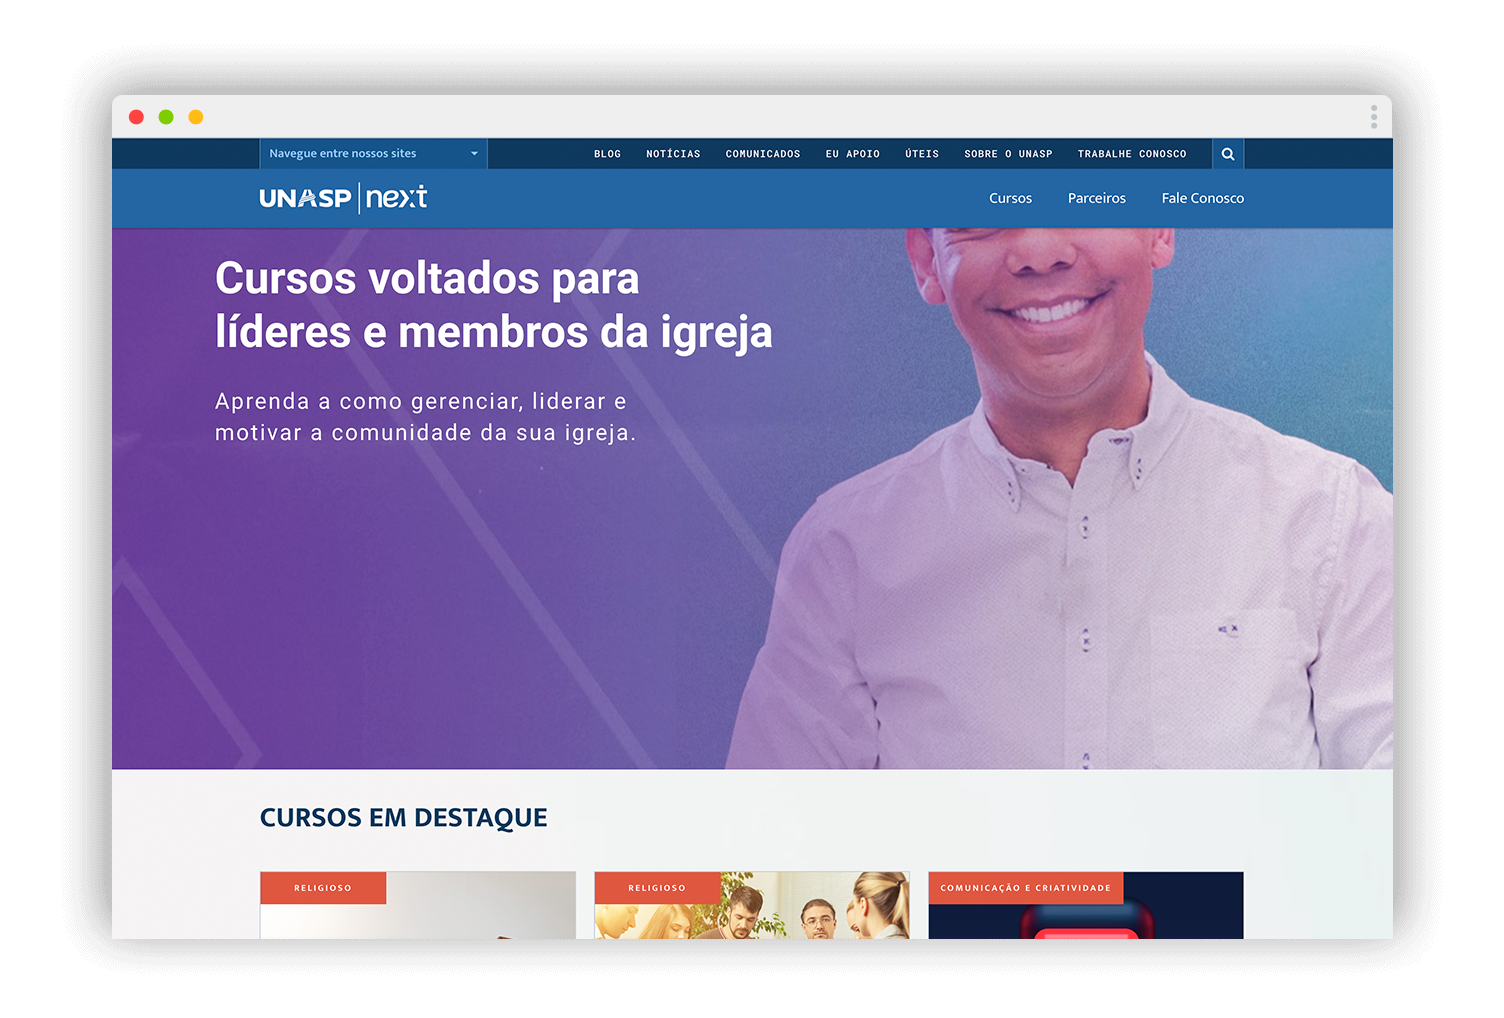 Navegue entre nossos sites
BLOG NOTÍCIAS COMUNICADOS EU APOIO ÚTEIS SOBRE O UNASP TRABALHE CONOSCO
UNASP next
Cursos Parceiros Fale Conosco
Cursos voltados para
líderes e membros da igreja
Aprenda a como gerenciar, liderar e
motivar a comunidade da sua igreja.
CURSOS EM DESTAQUE
RELIGIOSO
RELIGIOSO
COMUNICAÇÃO E CRIATIVIDADE